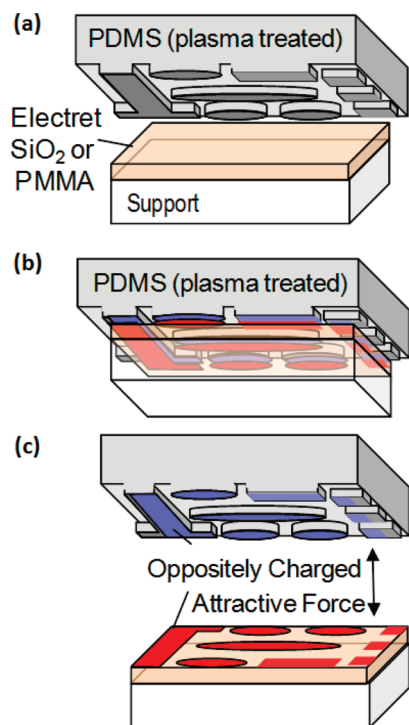 (a)
PDMS (plasma treated)
Electret
SiO₂ or
PMMA
Support
(b)
PDMS (plasma treated)
(c)
Oppositely Charged
Attractive Force